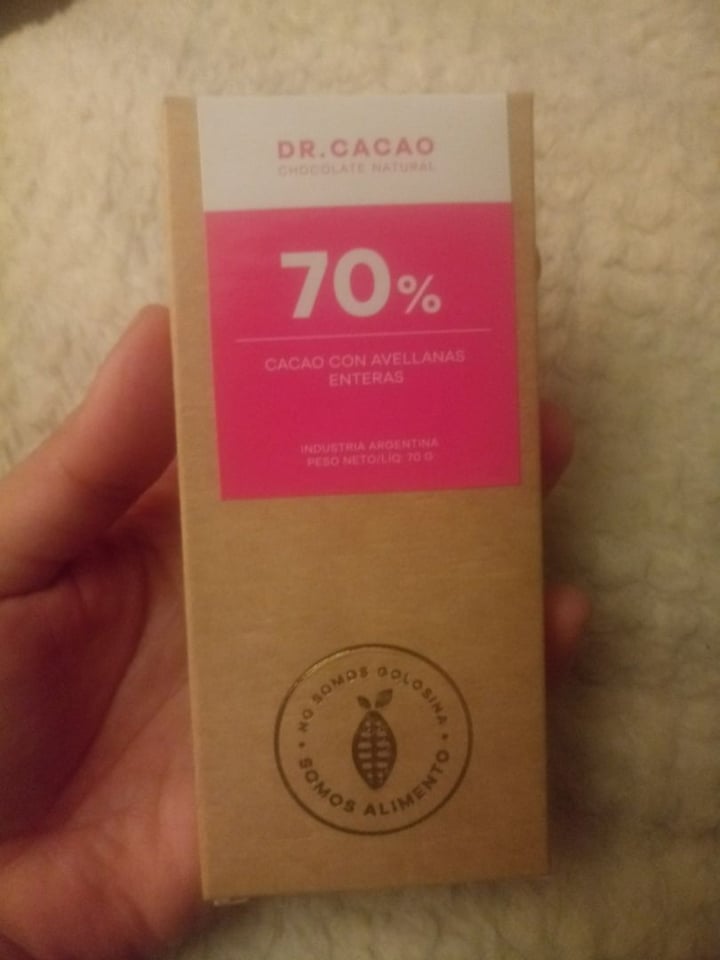 DR.CACAO
CHOCOLATE NATURAL
70%
CACAO CON AVELLANAS
ENTERAS
INDUSTRIA ARGENTINA
PESO NETO/LIQ: 70 G
• NO SOMOS GOLOSINA •
SOMOS ALIMENTO